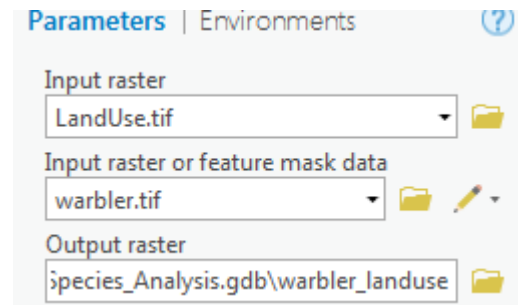 Parameters | Environments ?
Input raster
LandUse.tif
Input raster or feature mask data
warbler.tif
Output raster
Species_Analysis.gdb\warbler_landuse